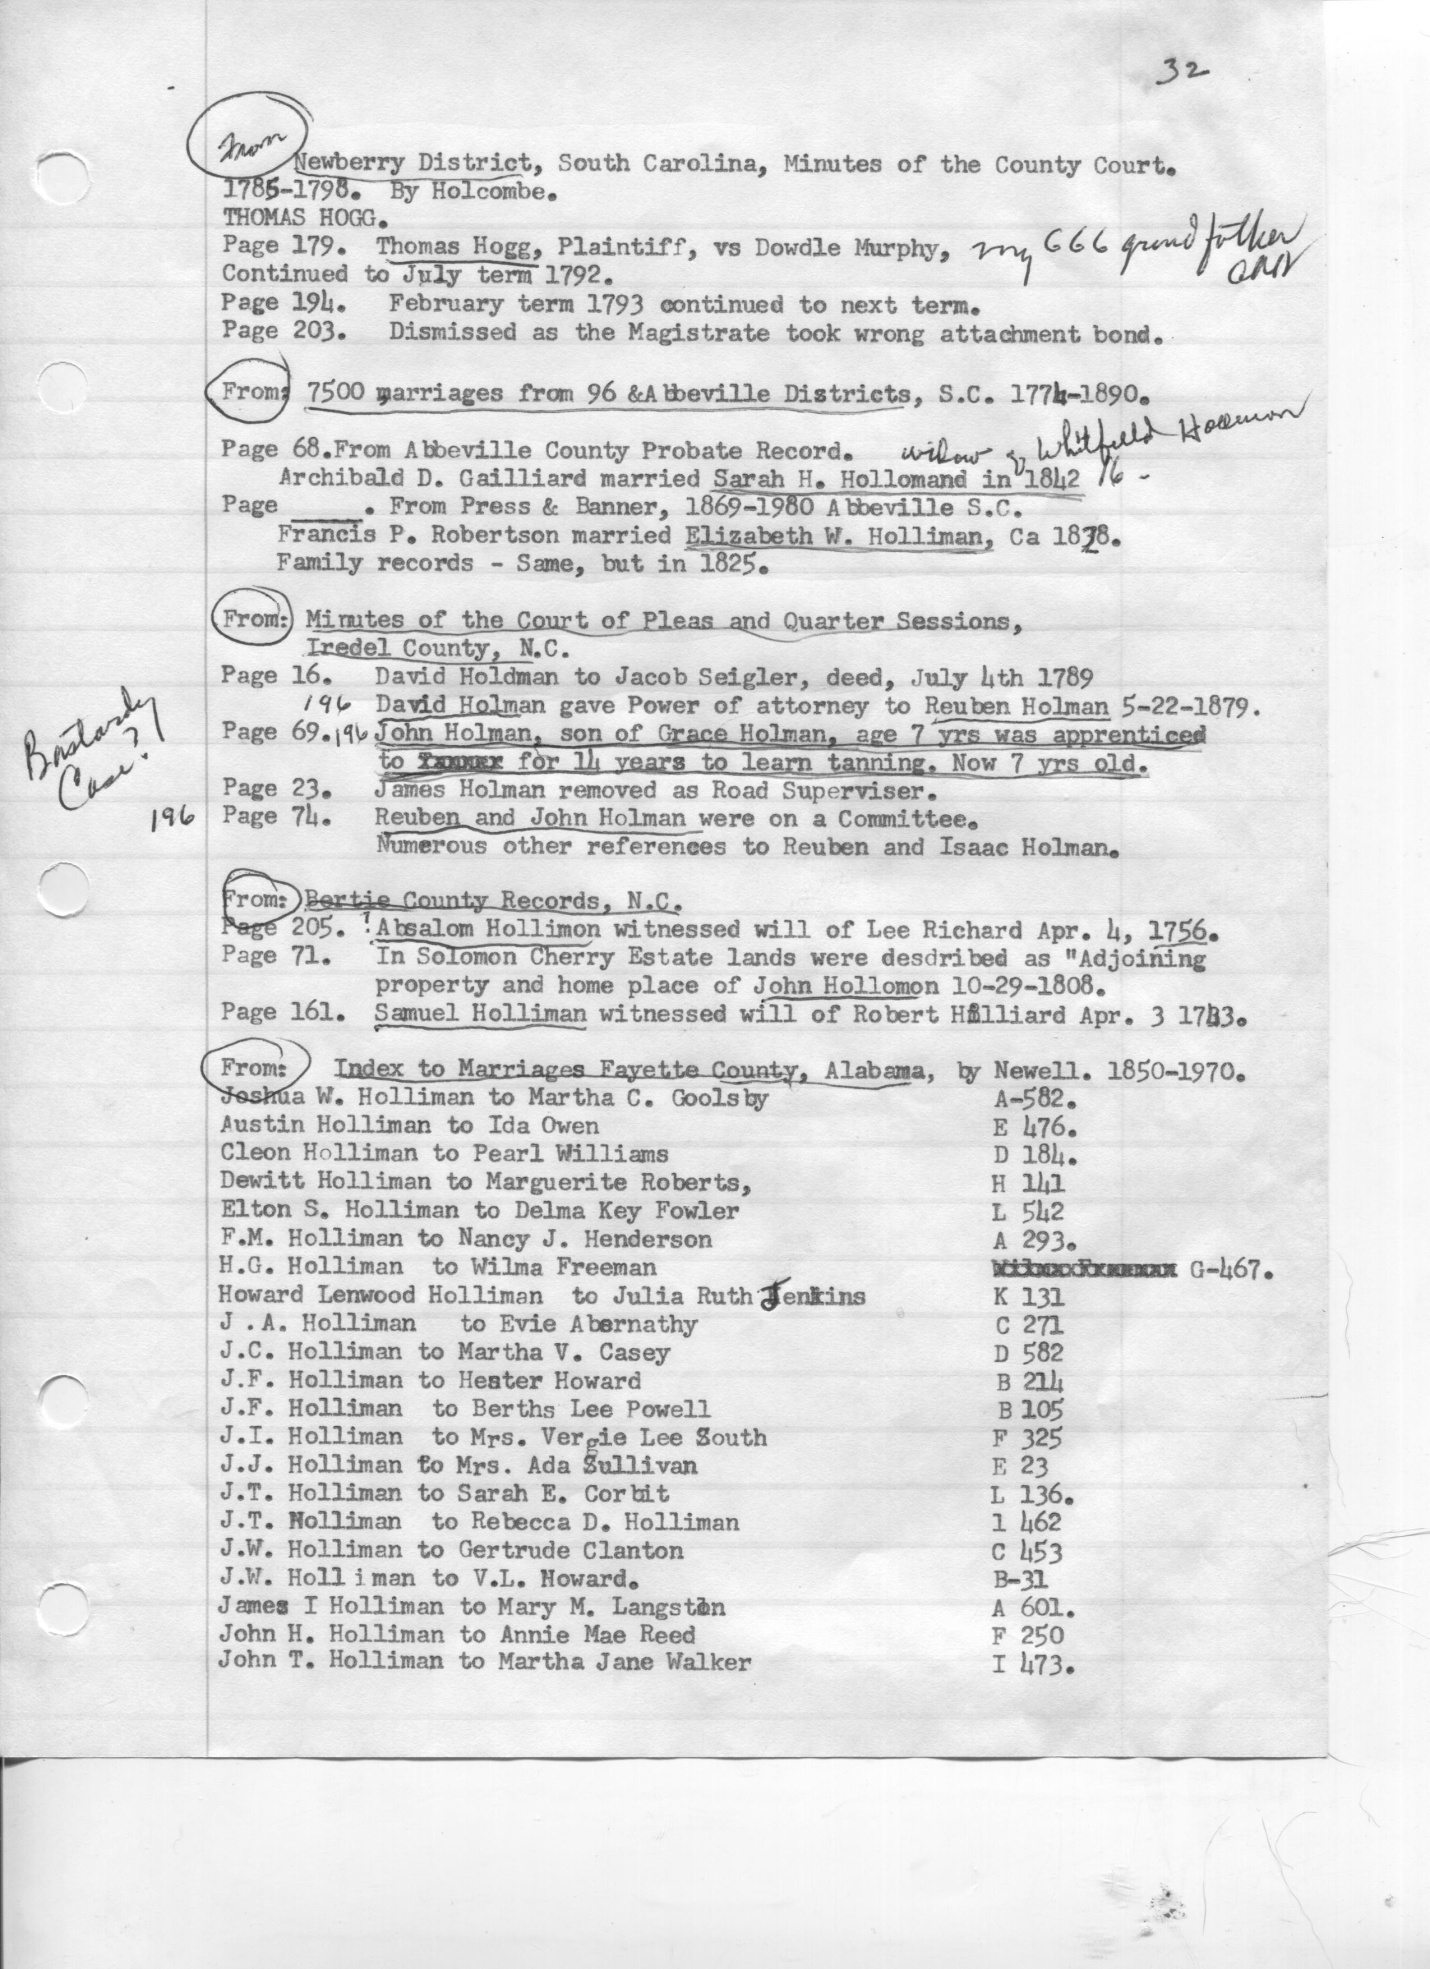 32
From
Newberry District, South Carolina, Minutes of the County Court.
1785-1798. By Holcombe.
THOMAS HOGG.
Page 179. Thomas Hogg, Plaintiff, vs Dowdle Murphy, my GGG grandfather
Continued to July term 1792.
Page 194. February term 1793 continued to next term.
Page 203. Dismissed as the Magistrate took wrong attachment bond.
From: 7500 marriages from 96 &Abbeville Districts, S.C. 1774-1890.
Page 68.From Abbeville County Probate Record. widow of Whitfield Holleman
Archibald D. Gailliard married Sarah H. Hollomand in 1842
Page _____. From Press & Banner, 1869-1980 Abbeville S.C.
Francis P. Robertson married Elizabeth W. Holliman, Ca 1828.
Family records - Same, but in 1825.
From: Minutes of the Court of Pleas and Quarter Sessions,
Iredel County, N.C.
Page 16. David Holdman to Jacob Seigler, deed, July 4th 1789
196 David Holman gave Power of attorney to Reuben Holman 5-22-1879.
Bastardy Case?
Page 69. 196 John Holman, son of Grace Holman, age 7 yrs was apprenticed
to for 14 years to learn tanning. Now 7 yrs old.
Page 23. James Holman removed as Road Superviser.
196 Page 74. Reuben and John Holman were on a Committee.
Numerous other references to Reuben and Isaac Holman.
From: Bertie County Records, N.C.
Page 205. ? Absalom Hollimon witnessed will of Lee Richard Apr. 4, 1756.
Page 71. In Solomon Cherry Estate lands were desdribed as "Adjoining
property and home place of John Hollomon 10-29-1808.
Page 161. Samuel Holliman witnessed will of Robert Hilliard Apr. 3 1743.
From: Index to Marriages Fayette County, Alabama, by Newell. 1850-1970.
Joshua W. Holliman to Martha C. Goolsby A-582.
Austin Holliman to Ida Owen E 476.
Cleon Holliman to Pearl Williams D 184.
Dewitt Holliman to Marguerite Roberts, H 141
Elton S. Holliman to Delma Key Fowler L 542
F.M. Holliman to Nancy J. Henderson A 293.
H.G. Holliman to Wilma Freeman G-467.
Howard Lenwood Holliman to Julia Ruth Jenkins K 131
J .A. Holliman to Evie Abernathy C 271
J.C. Holliman to Martha V. Casey D 582
J.F. Holliman to Hester Howard B 214
J.F. Holliman to Berths Lee Powell B 105
J.I. Holliman to Mrs. Vergie Lee South F 325
J.J. Holliman to Mrs. Ada Sullivan E 23
J.T. Holliman to Sarah E. Corbit L 136.
J.T. Nolliman to Rebecca D. Holliman 1 462
J.W. Holliman to Gertrude Clanton C 453
J.W. Holliman to V.L. Howard. B-31
James I Holliman to Mary M. Langston A 601.
John H. Holliman to Annie Mae Reed F 250
John T. Holliman to Martha Jane Walker I 473.